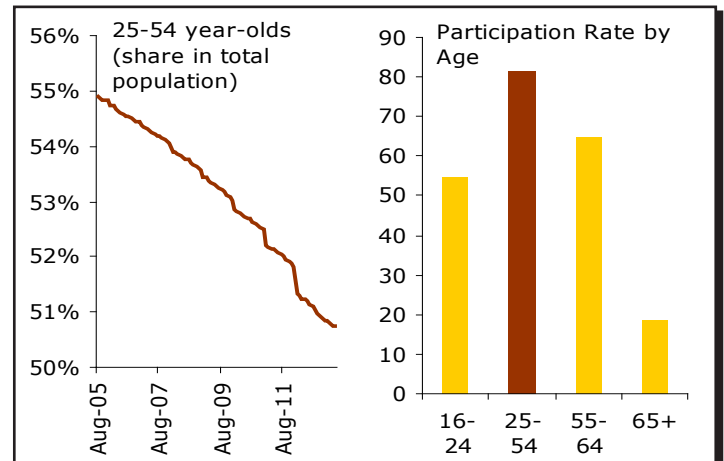 25-54 year-olds
(share in total
population)
56%
55%
54%
53%
52%
51%
50%
Aug-05
Aug-07
Aug-09
Aug-11
Participation Rate by
Age
90
80
70
60
50
40
30
20
10
0
16-
24
25-
54
55-
64
65+